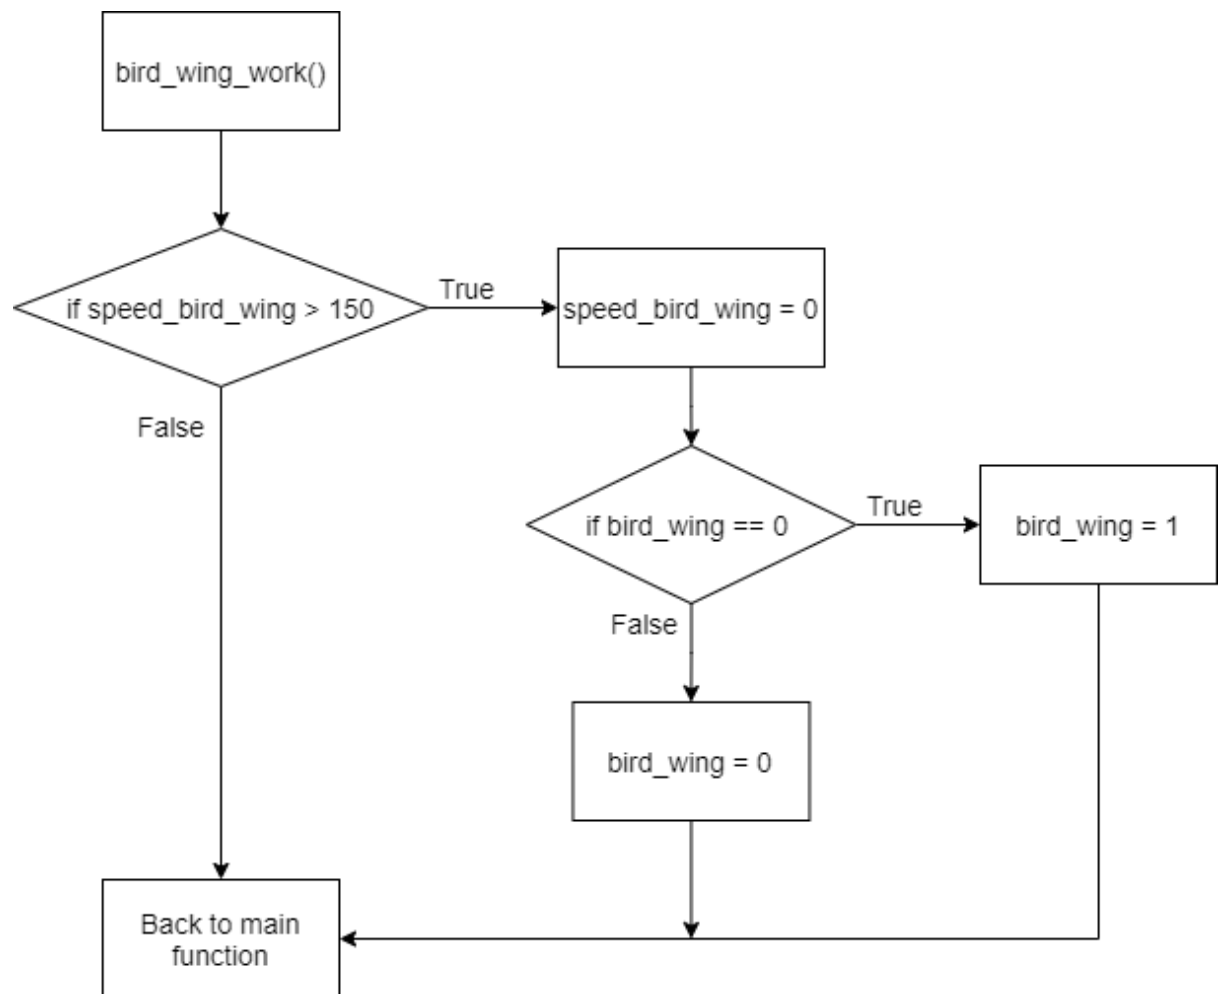 bird_wing_work()
if speed_bird_wing > 150
True
speed_bird_wing = 0
False
if bird_wing == 0
True
bird_wing = 1
False
bird_wing = 0
Back to main
function